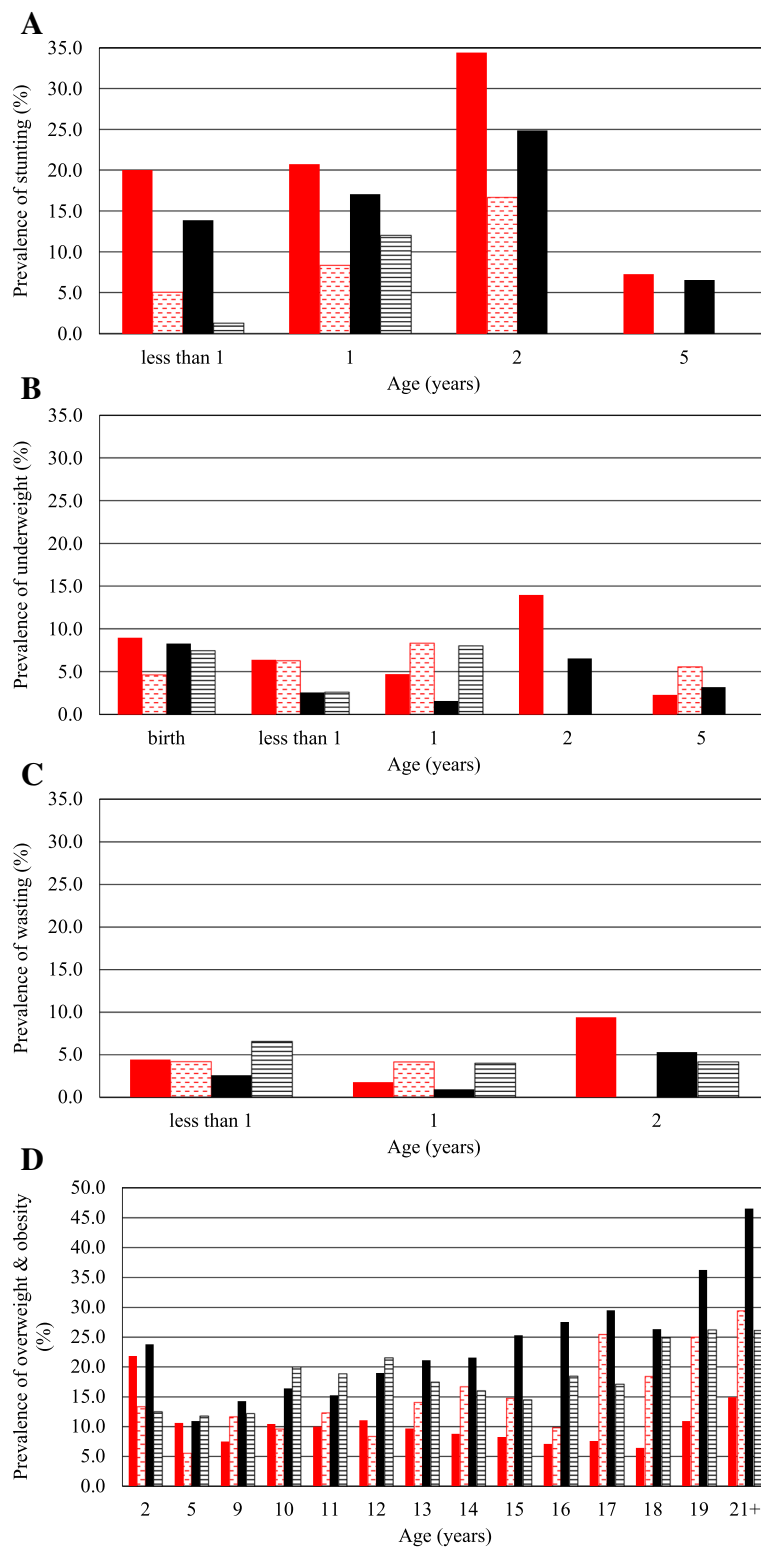 A
Prevalence of stunting (%)
35.0
30.0
25.0
20.0
15.0
10.0
5.0
0.0
less than 1 1 2 5
Age (years)
B
Prevalence of underweight (%)
35.0
30.0
25.0
20.0
15.0
10.0
5.0
0.0
birth less than 1 1 2 5
Age (years)
C
Prevalence of wasting (%)
35.0
30.0
25.0
20.0
15.0
10.0
5.0
0.0
less than 1 1 2
Age (years)
D
Prevalence of overweight & obesity
(%)
50.0
45.0
40.0
35.0
30.0
25.0
20.0
15.0
10.0
5.0
0.0
2 5 9 10 11 12 13 14 15 16 17 18 19 21+
Age (years)